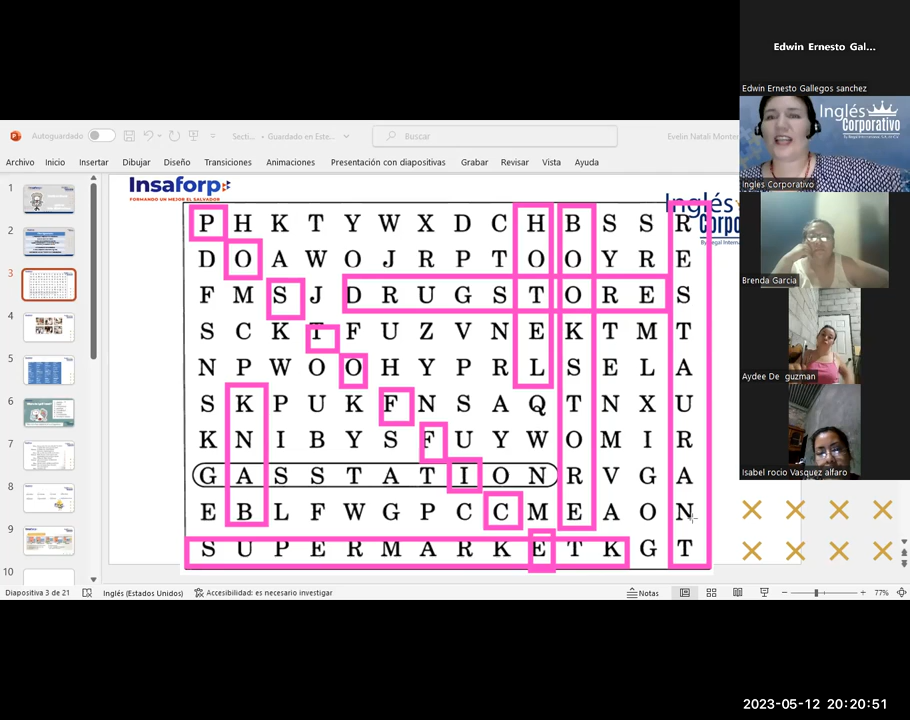 Edwin Ernesto Gal...
Edwin Ernesto Gallegos sanchez
Inglés
Corporativo
Ingles Corporativo
Brenda Garcia
Aydee De guzman
Isabel rocio Vasquez alfaro
Autoguardado
Secti... • Guardado en Este...
Buscar
Evelin Natali Monter
Archivo Inicio Insertar Dibujar Diseño Transiciones Animaciones Presentación con diapositivas Grabar Revisar Vista Ayuda
1
2
3
4
5
6
7
8
9
10
Insaforp
FORMANDO UN MEJOR EL SALVADOR
Inglés
P H K T Y W X D C H B S S R
D O A W O J R P T O O Y R E
F M S J D R U G S T O R E S
S C K T F U Z V N E K T M T
N P W O O H Y P R L S E L A
S K P U K F N S A Q T N X U
K N I B Y S F U Y W O M I R
G A S S T A T I O N R V G A
E B L F W G P C C M E A O N
S U P E R M A R K E T K G T
Diapositiva 3 de 21
Inglés (Estados Unidos)
Accesibilidad: es necesario investigar
Notas
77%
2023-05-12 20:20:51